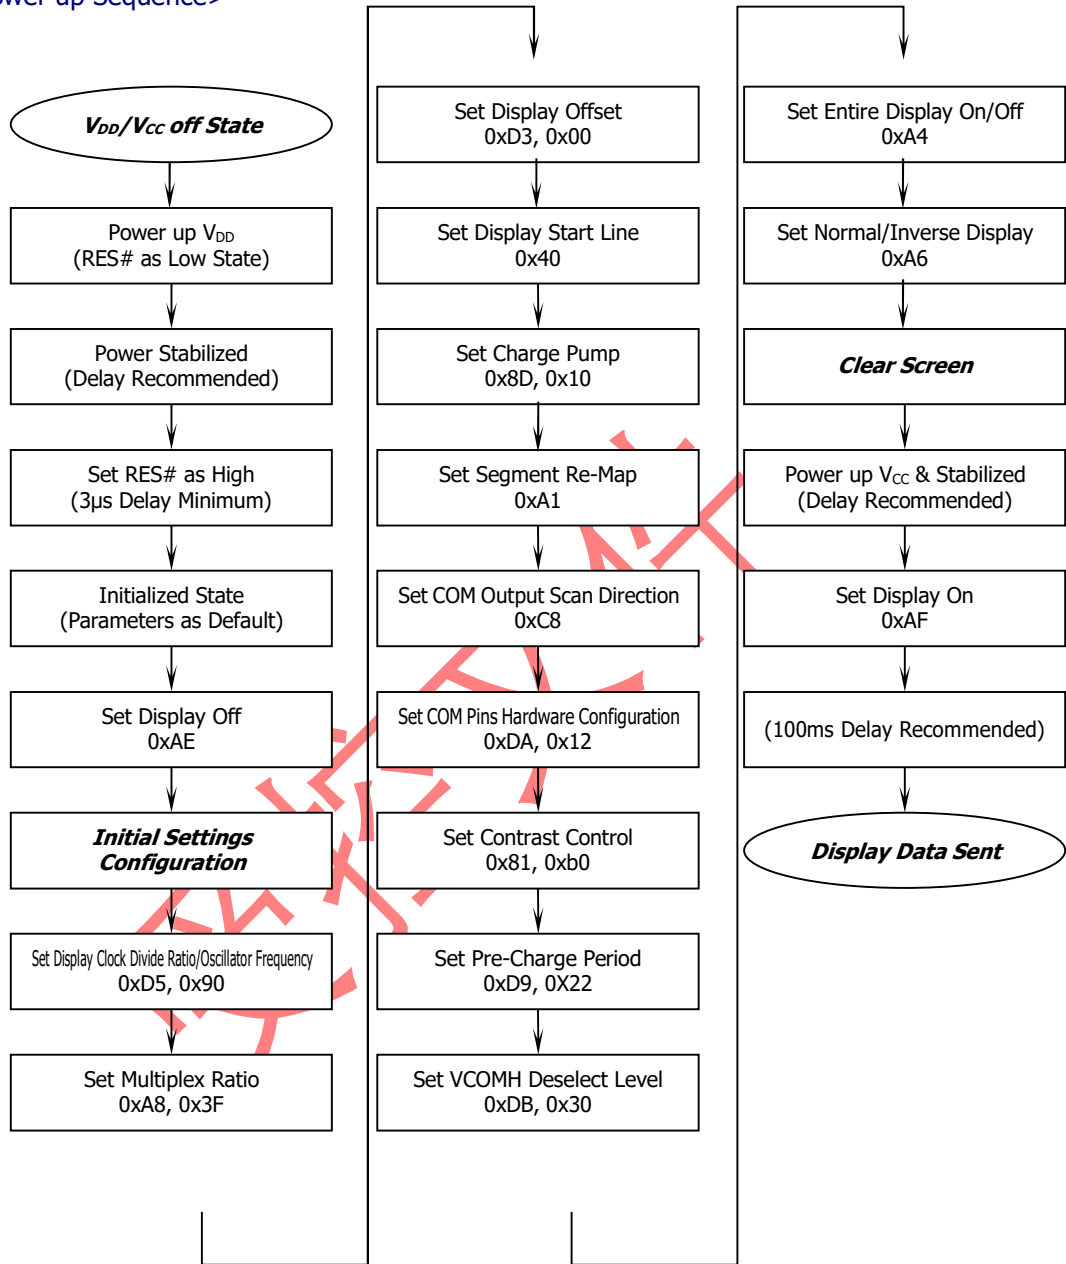 ower up Sequence>
VDD/VCC off State
Power up VDD
(RES# as Low State)
Power Stabilized
(Delay Recommended)
Set RES# as High
(3μs Delay Minimum)
Initialized State
(Parameters as Default)
Set Display Off
0xAE
Initial Settings
Configuration
Set Display Clock Divide Ratio/Oscillator Frequency
0xD5, 0x90
Set Multiplex Ratio
0xA8, 0x3F
Set Display Offset
0xD3, 0x00
Set Display Start Line
0x40
Set Charge Pump
0x8D, 0x10
Set Segment Re-Map
0xA1
Set COM Output Scan Direction
0xC8
Set COM Pins Hardware Configuration
0xDA, 0x12
Set Contrast Control
0x81, 0xb0
Set Pre-Charge Period
0xD9, 0X22
Set VCOMH Deselect Level
0xDB, 0x30
Set Entire Display On/Off
0xA4
Set Normal/Inverse Display
0xA6
Clear Screen
Power up VCC & Stabilized
(Delay Recommended)
Set Display On
0xAF
(100ms Delay Recommended)
Display Data Sent